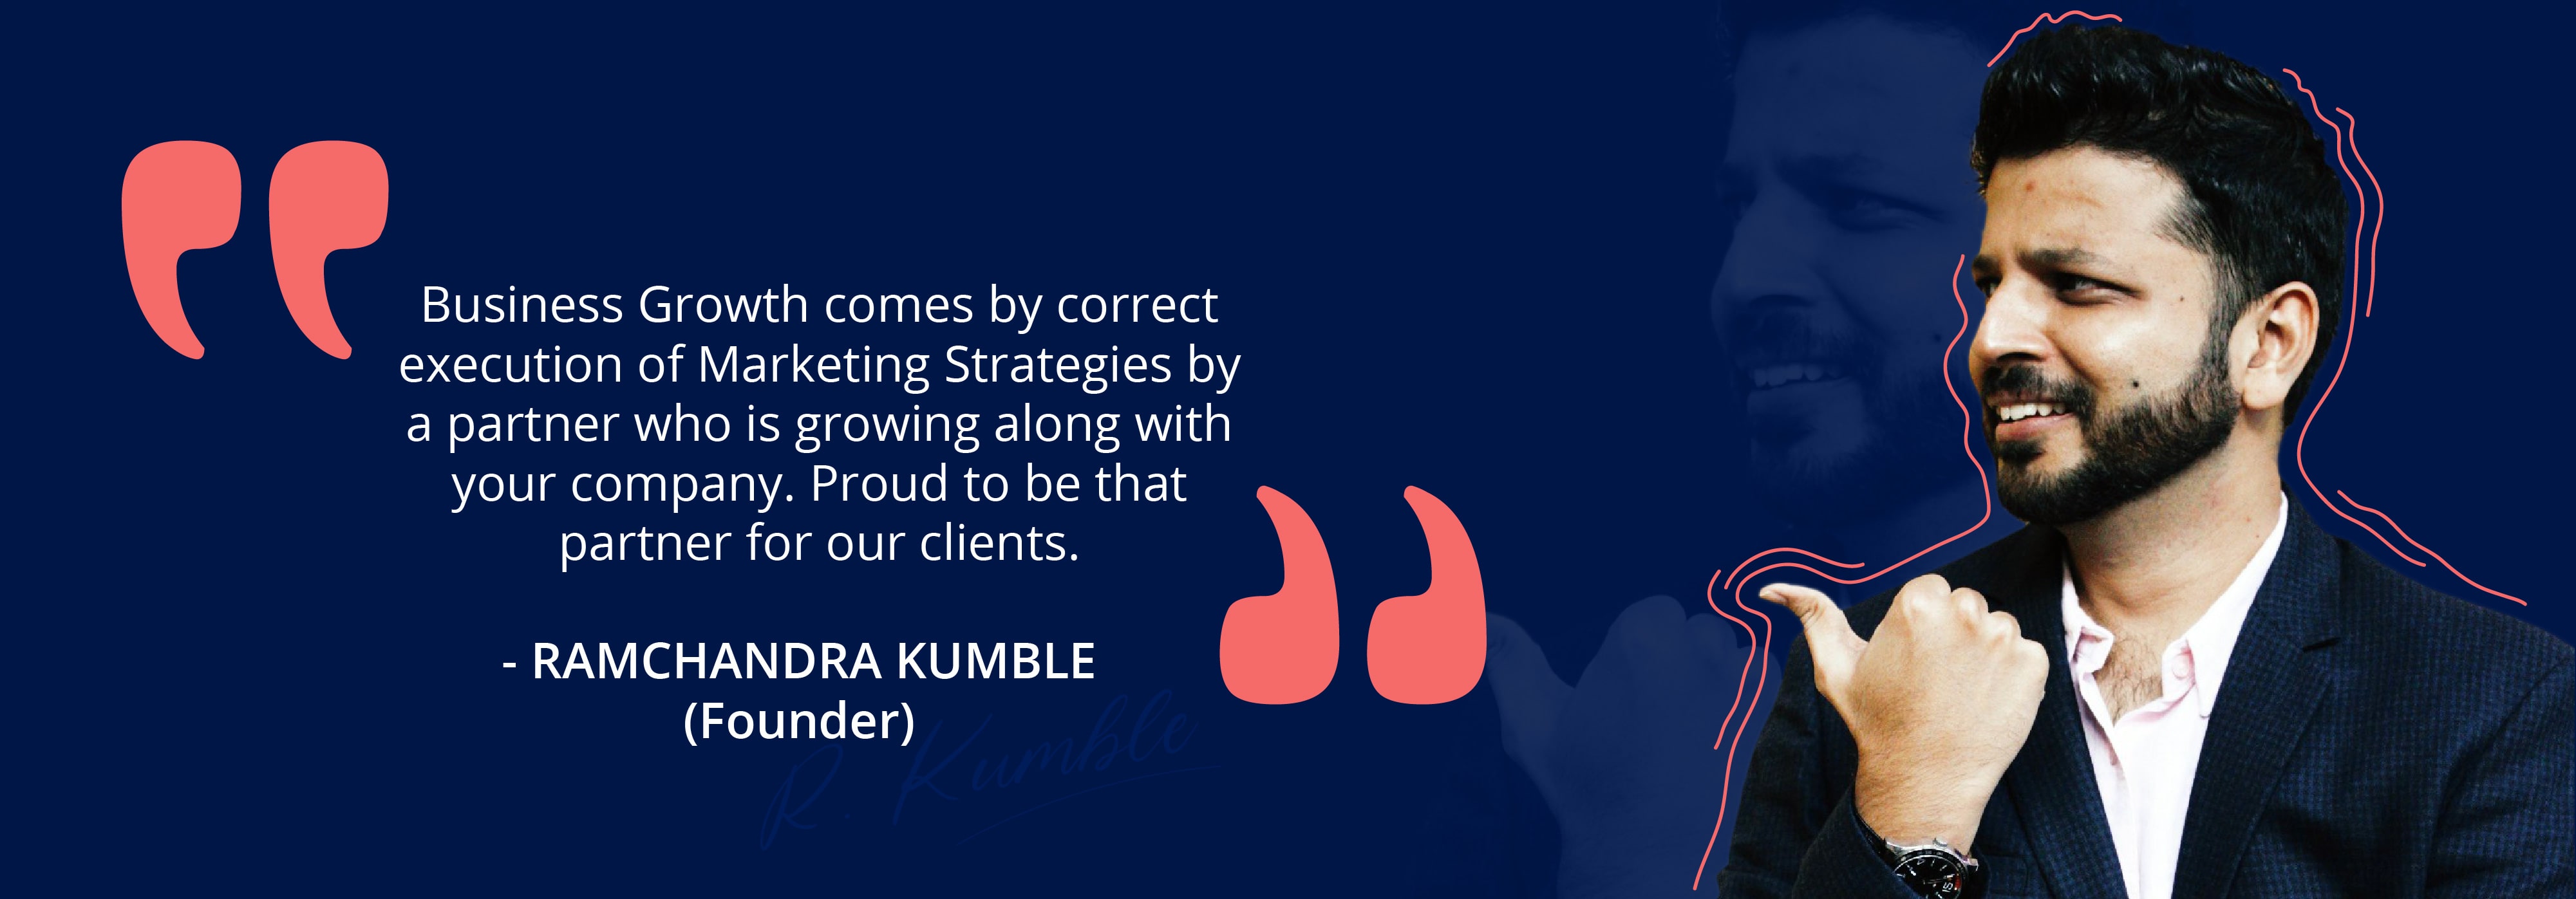 Business Growth comes by correct
execution of Marketing Strategies by
a partner who is growing along with
your company. Proud to be that
partner for our clients.
- RAMCHANDRA KUMBLE
(Founder)
R. Kumble